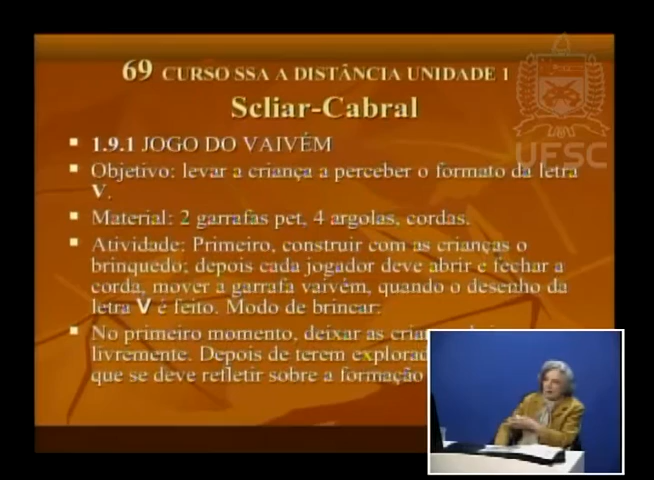 69 CURSO SSA A DISTÂNCIA UNIDADE 1
Scliar-Cabral
1.9.1 JOGO DO VAIVÉM
Objetivo: levar a criança a perceber o formato da letra
V.
Material: 2 garrafas pet, 4 argolas, cordas.
Atividade: Primeiro, construir com as crianças o
brinquedo; depois cada jogador deve abrir e fechar a
corda, mover a garrafa vaivém, quando o desenho da
letra V é feito. Modo de brincar:
No primeiro momento, deixar as
livremente. Depois de terem
que se deve refletir sobre a formação
UFSC